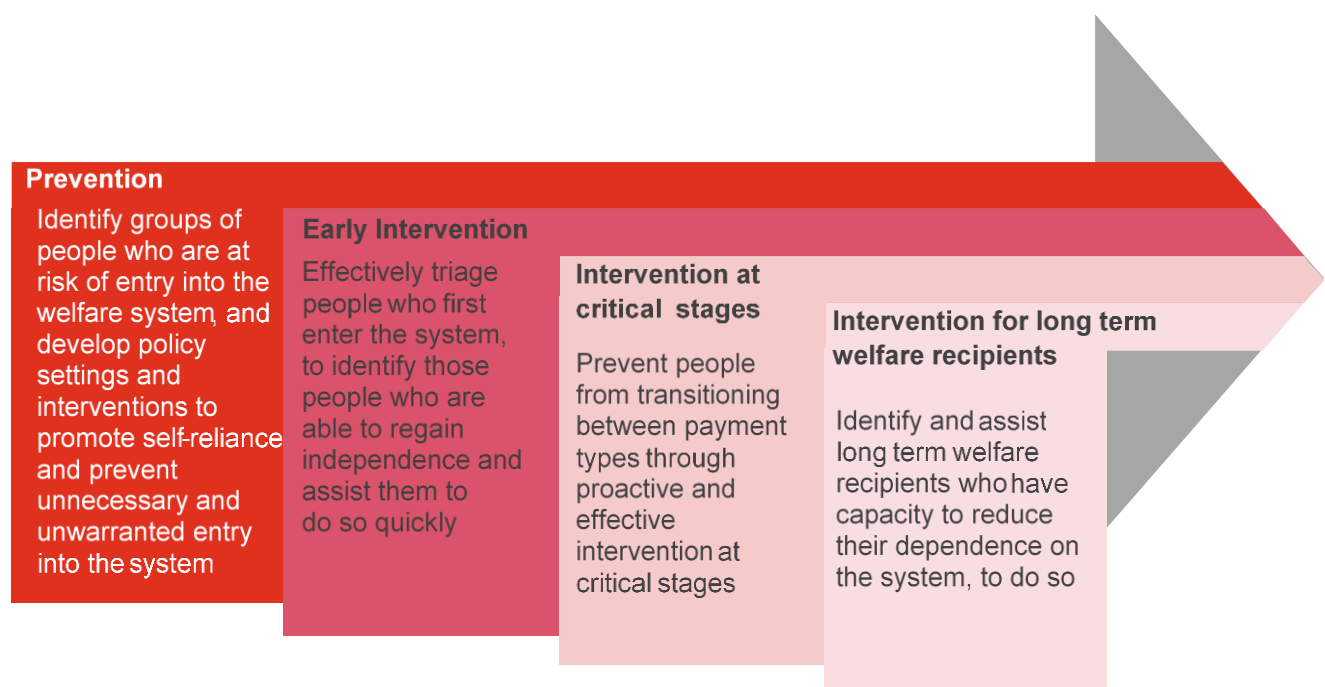 Prevention
Identify groups of
people who are at
risk of entry into the
welfare system, and
develop policy
settings and
interventions to
promote self-reliance
and prevent
unnecessary and
unwarranted entry
into the system
Early Intervention
Effectively triage
people who first
enter the system,
to identify those
people who are
able to regain
independence and
assist them to
do so quickly
Intervention at
critical stages
Prevent people
from transitioning
between payment
types through
proactive and
effective
intervention at
critical stages
Intervention for long term
welfare recipients
Identify and assist
long term welfare
recipients who have
capacity to reduce
their dependence on
the system, to do so